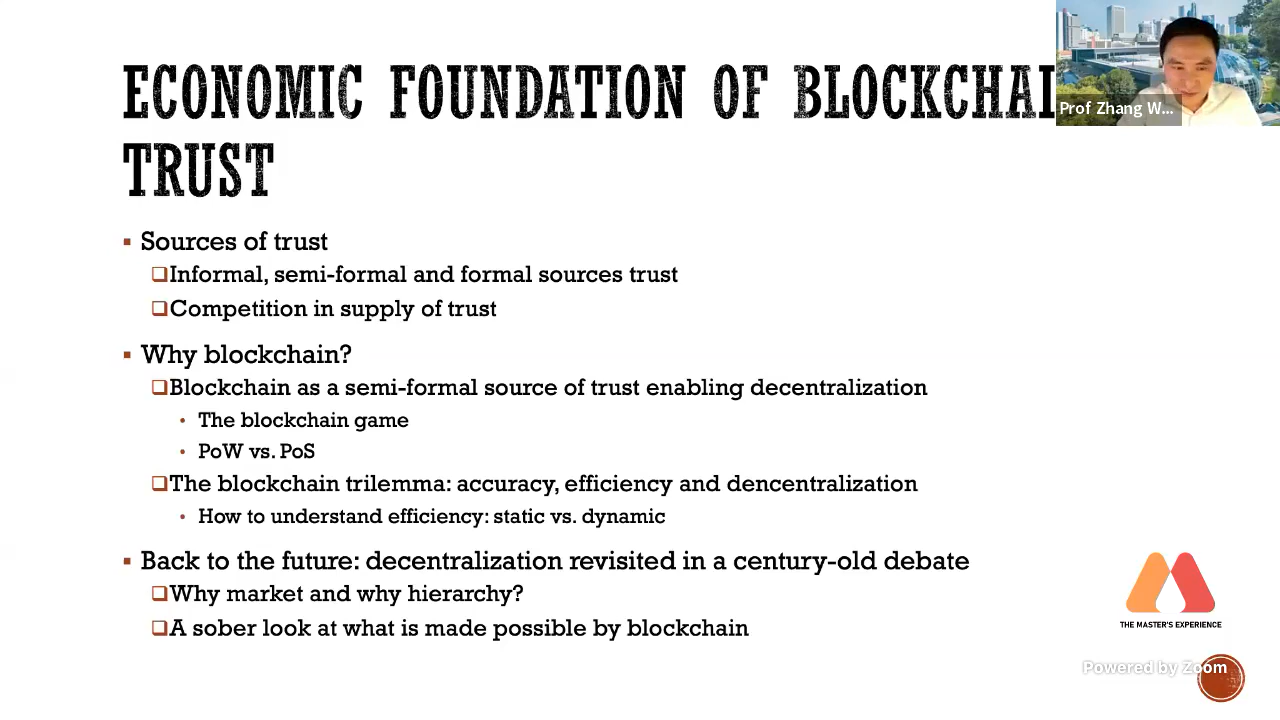 ECONOMIC FOUNDATION OF BLOCKCHAI
TRUST
Prof Zhang W...
Sources of trust
Informal, semi-formal and formal sources trust
Competition in supply of trust
Why blockchain?
Blockchain as a semi-formal source of trust enabling decentralization
The blockchain game
PoW vs. PoS
The blockchain trilemma: accuracy, efficiency and dencentralization
How to understand efficiency: static vs. dynamic
Back to the future: decentralization revisited in a century-old debate
Why market and why hierarchy?
A sober look at what is made possible by blockchain
THE MASTER'S EXPERIENCE
Powered by Zoom